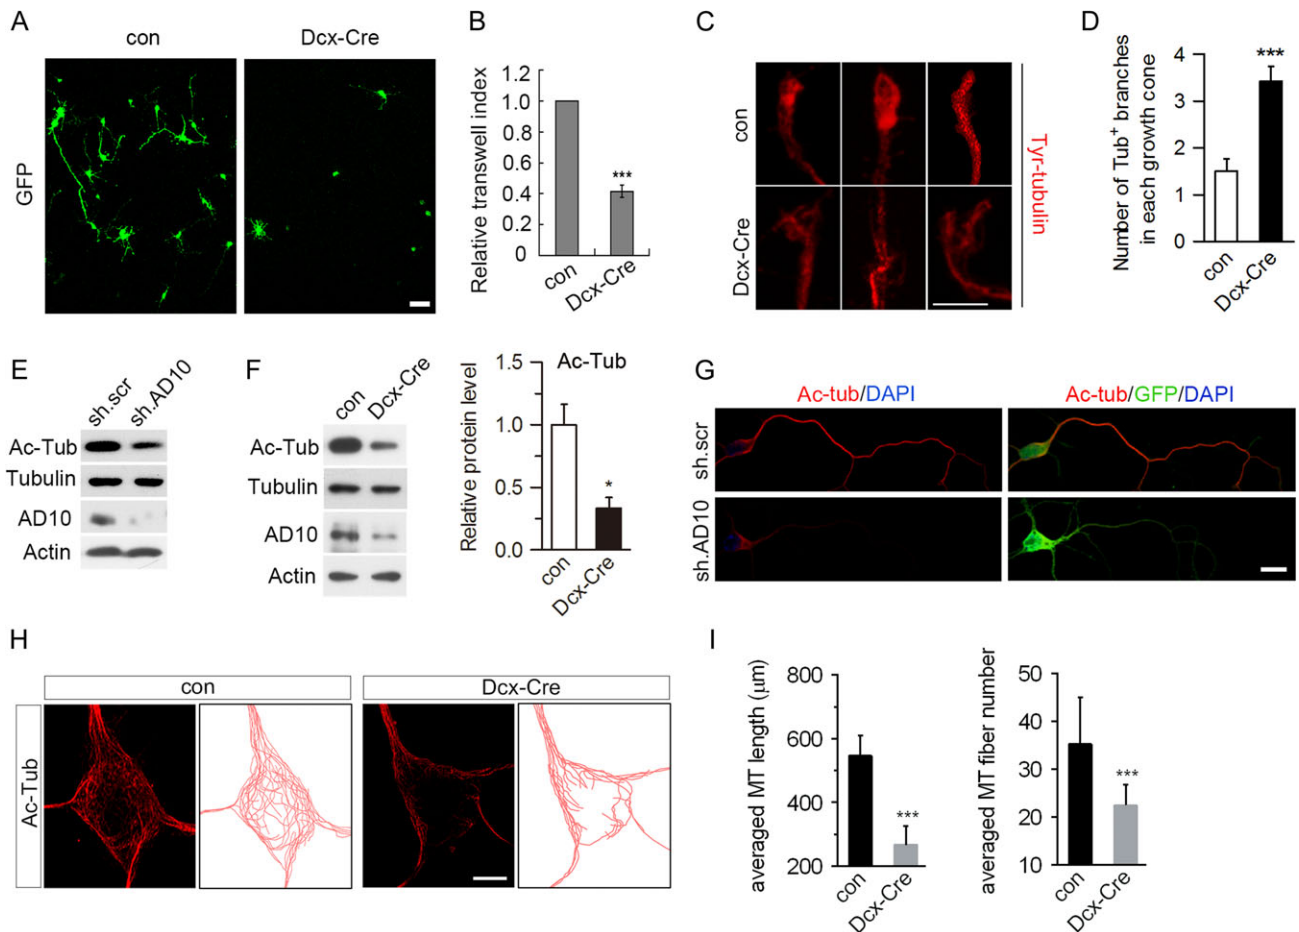 A
con
Dcx-Cre
GFP
B
Relative transwell index
1.2
1.0
0.8
0.6
0.4
0.2
0
***
con
Dcx-Cre
C
con
Dcx-Cre
Tyr-tubulin
D
Number of Tub⁺ branches
in each growth cone
4
3
2
1
0
***
con
Dcx-Cre
E
sh.scr
sh.AD10
Ac-Tub
Tubulin
AD10
Actin
F
con
Dcx-Cre
Ac-Tub
Tubulin
AD10
Actin
Relative protein level
1.5
1.0
0.5
0.0
Ac-Tub
*
con
Dcx-Cre
G
Ac-tub/DAPI
Ac-tub/GFP/DAPI
sh.scr
sh.AD10
H
con
Dcx-Cre
Ac-Tub
I
averaged MT length (μm)
800
600
400
200
***
con
Dcx-Cre
averaged MT fiber number
50
40
30
20
10
***
con
Dcx-Cre